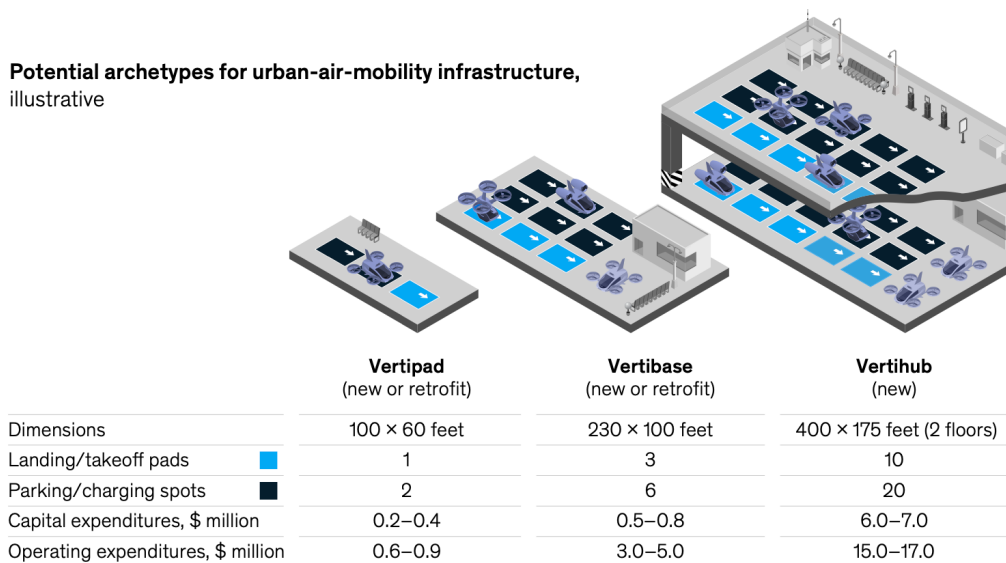 Potential archetypes for urban-air-mobility infrastructure,
illustrative
Vertipad Vertibase Vertihub
(new or retrofit) (new or retrofit) (new)
Dimensions 100 × 60 feet 230 × 100 feet 400 × 175 feet (2 floors)
Landing/takeoff pads 1 3 10
Parking/charging spots 2 6 20
Capital expenditures, $ million 0.2–0.4 0.5–0.8 6.0–7.0
Operating expenditures, $ million 0.6–0.9 3.0–5.0 15.0–17.0